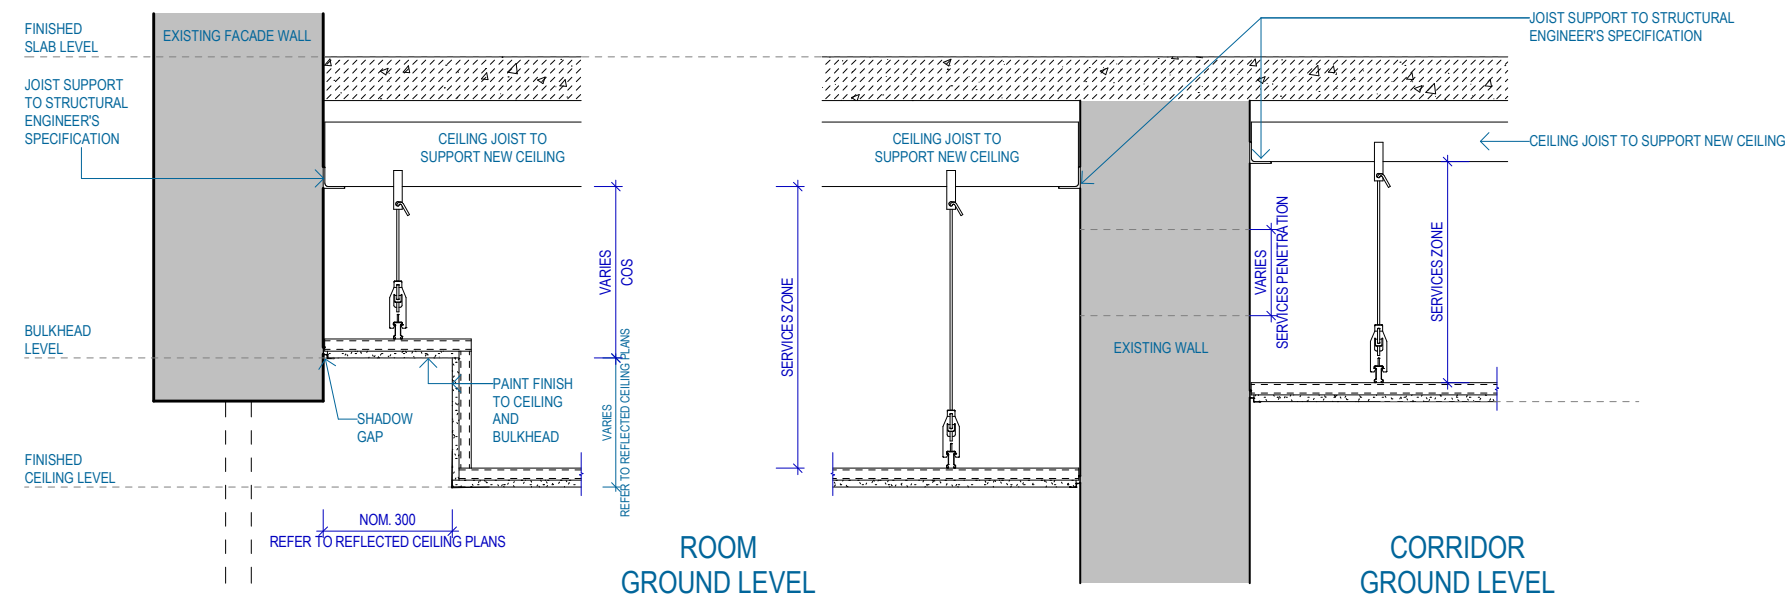 FINISHED
SLAB LEVEL
EXISTING FACADE WALL
JOIST SUPPORT TO STRUCTURAL
ENGINEER'S SPECIFICATION
JOIST SUPPORT
TO STRUCTURAL
ENGINEER'S
SPECIFICATION
CEILING JOIST TO
SUPPORT NEW CEILING
CEILING JOIST TO
SUPPORT NEW CEILING
CEILING JOIST TO SUPPORT NEW CEILING
VARIES
COS
SERVICES ZONE
VARIES
SERVICES PENETRATION
SERVICES ZONE
BULKHEAD
LEVEL
EXISTING WALL
SHADOW
GAP
PAINT FINISH
TO CEILING
AND
BULKHEAD
VARIES
REFER TO REFLECTED CEILING PLANS
FINISHED
CEILING LEVEL
NOM. 300
REFER TO REFLECTED CEILING PLANS
ROOM
GROUND LEVEL
CORRIDOR
GROUND LEVEL